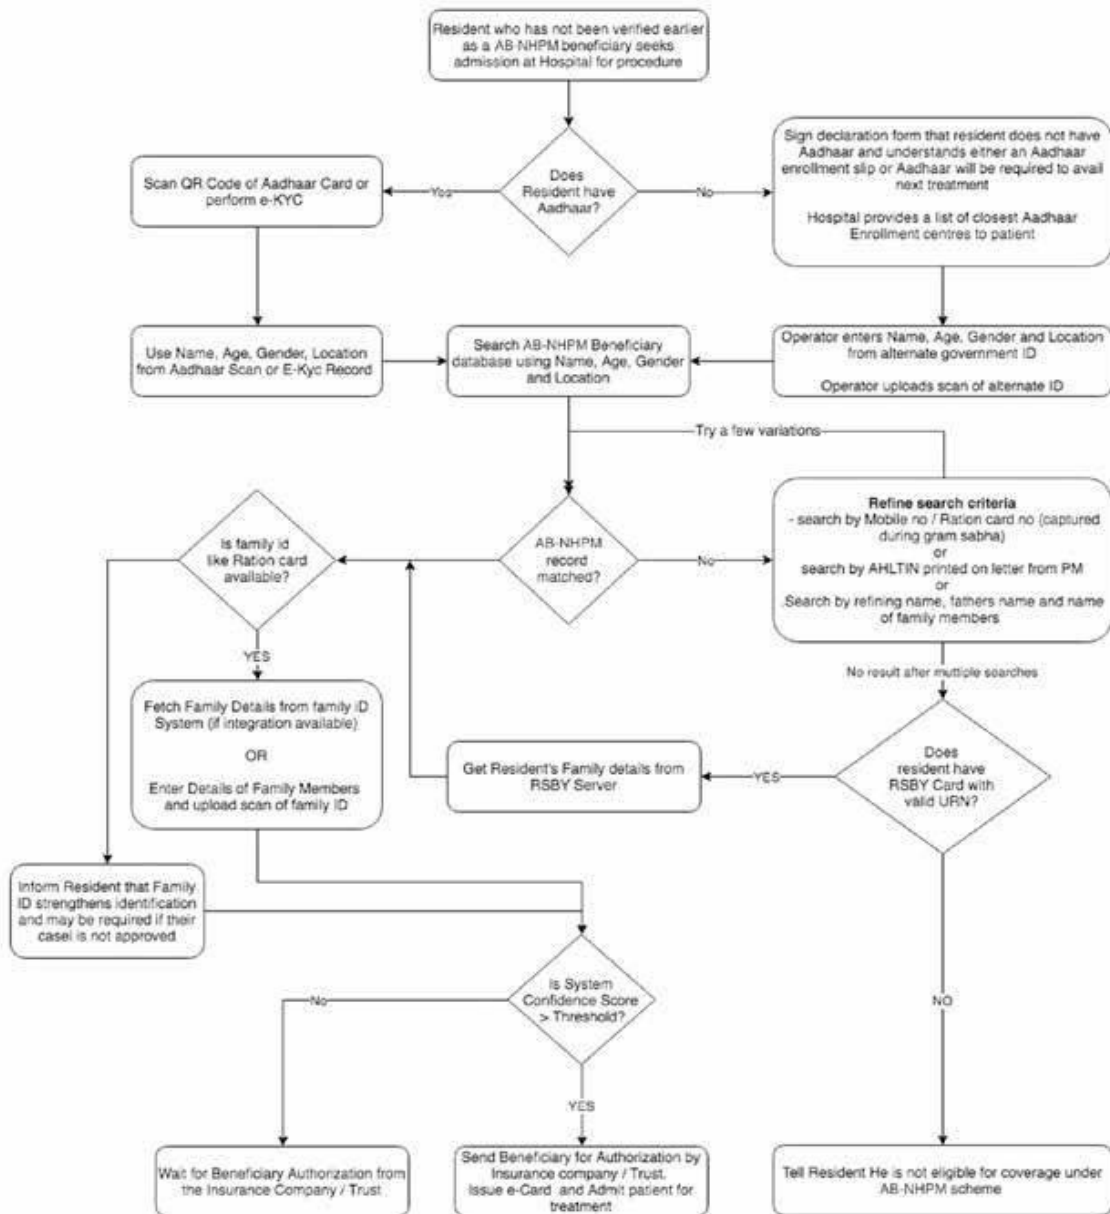 Resident who has not been verified earlier
as a AB-NHPM beneficiary seeks
admission at Hospital for procedure
Does
Resident have
Aadhaar?
Yes
No
Scan QR Code of Aadhaar Card or
perform e-KYC
Sign declaration form that resident does not have
Aadhaar and understands either an Aadhaar
enrollment slip or Aadhaar will be required to avail
next treatment
Hospital provides a list of closest Aadhaar
Enrollment centres to patient
Use Name, Age, Gender, Location
from Aadhaar Scan or E-Kyc Record
Search AB-NHPM Beneficiary
database using Name, Age, Gender
and Location
Operator enters Name, Age, Gender and Location
from alternate government ID
Operator uploads scan of alternate ID
Try a few variations
Is family id
like Ration card
available?
AB-NHPM
record
matched?
No
Refine search criteria
- search by Mobile no / Ration card no (captured
during gram sabha)
or
search by AHLTIN printed on letter from PM
or
.Search by refining name, fathers name and name
of family members
YES
No result after multiple searches
Fetch Family Details from family ID
System (if integration available)
OR
Enter Details of Family Members
and upload scan of family ID
Get Resident's Family details from
RSBY Server
YES
Does
resident have
RSBY Card with
valid URN?
Inform Resident that Family
ID strengthens identification
and may be required if their
casel is not approved
Is System
Confidence Score
> Threshold?
No
NO
YES
Wait for Beneficiary Authorization from
the Insurance Company / Trust
Send Beneficiary for Authorization by
Insurance company / Trust.
Issue e-Card and Admit patient for
treatment
Tell Resident He is not eligible for coverage under
AB-NHPM scheme